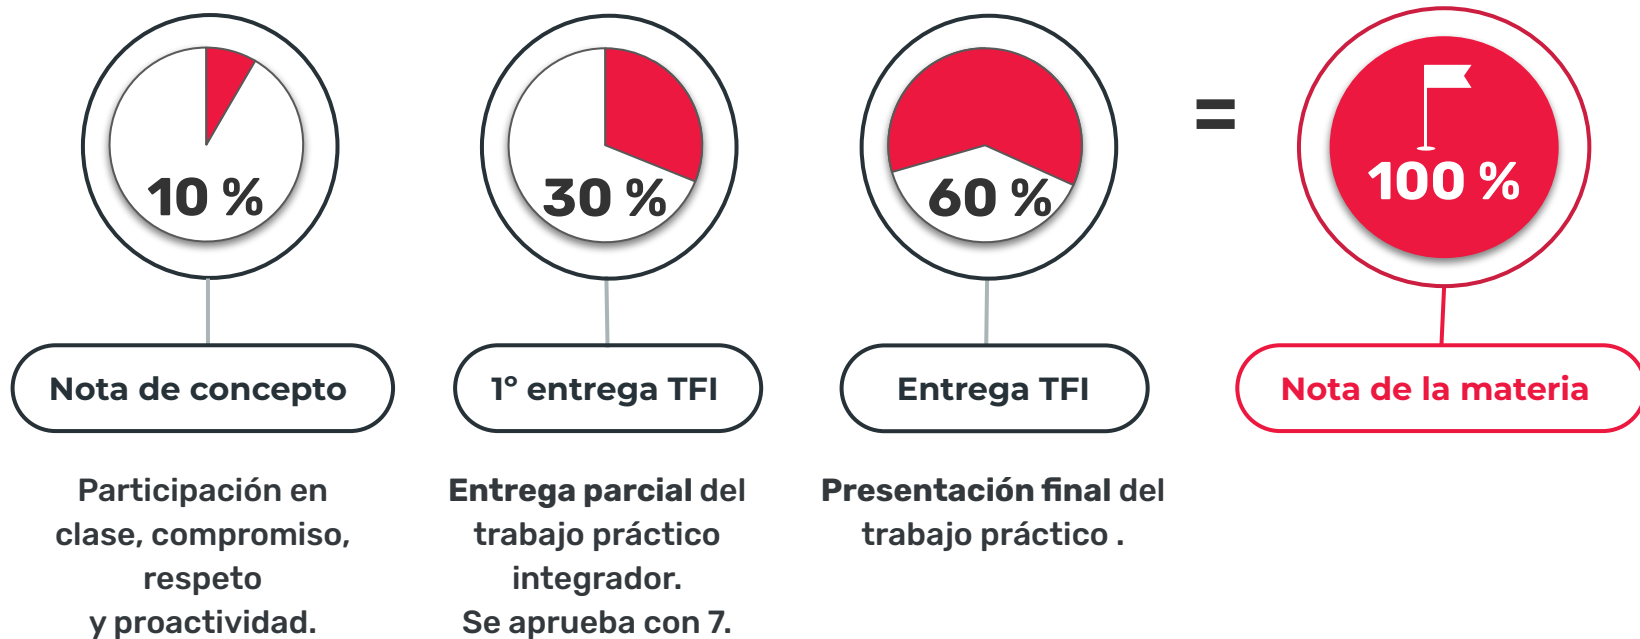 10 %
30 %
60 %
=
100 %
Nota de concepto
1º entrega TFI
Entrega TFI
Nota de la materia
Participación en
clase, compromiso,
respeto
y proactividad.
Entrega parcial del
trabajo práctico
integrador.
Se aprueba con 7.
Presentación final del
trabajo práctico .